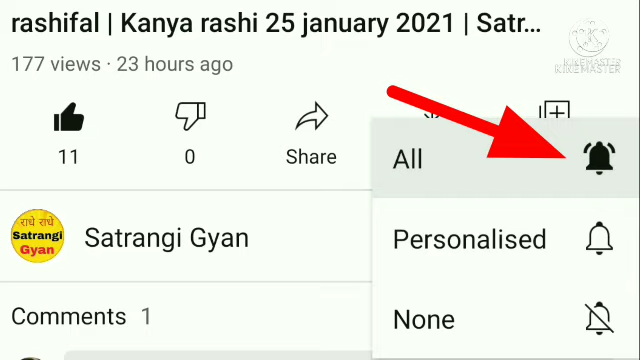 rashifal | Kanya rashi 25 january 2021 | Satr...
177 views · 23 hours ago
K
KINEMASTER
KINEMASTER
11
0
Share
All
राधे राधे
Satrangi
Gyan
Satrangi Gyan
Personalised
Comments 1
None